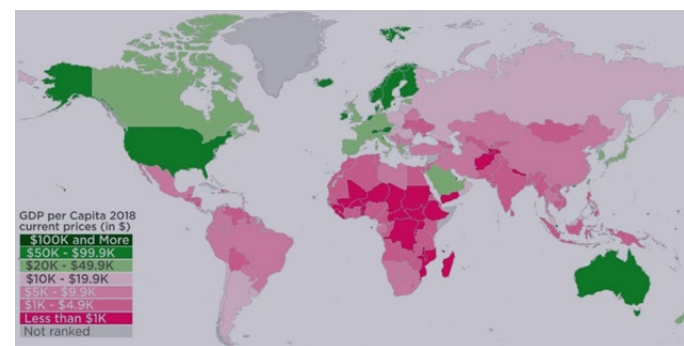 GDP per Capita 2018
current prices (in $)
$100K and More
$50K - $99.9K
$20K - $49.9K
$10K - $19.9K
$5K - $9.9K
$1K - $4.9K
Less than $1K
Not ranked